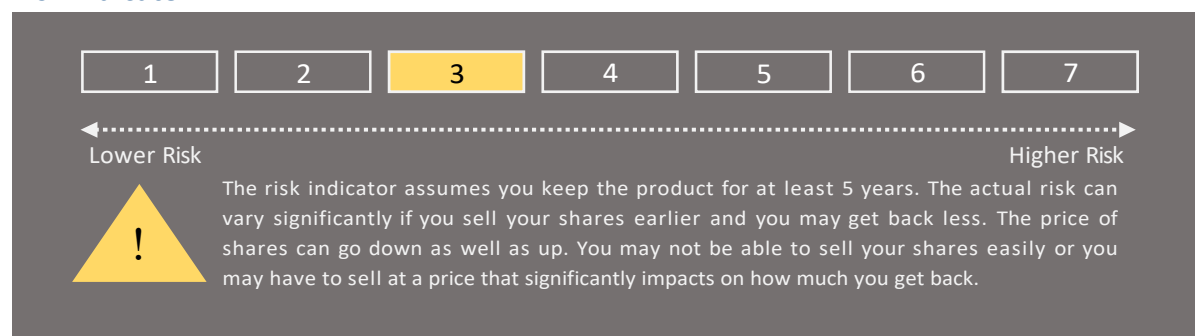 1 2 3 4 5 6 7
Lower Risk Higher Risk
The risk indicator assumes you keep the product for at least 5 years. The actual risk can
vary significantly if you sell your shares earlier and you may get back less. The price of
! shares can go down as well as up. You may not be able to sell your shares easily or you
may have to sell at a price that significantly impacts on how much you get back.